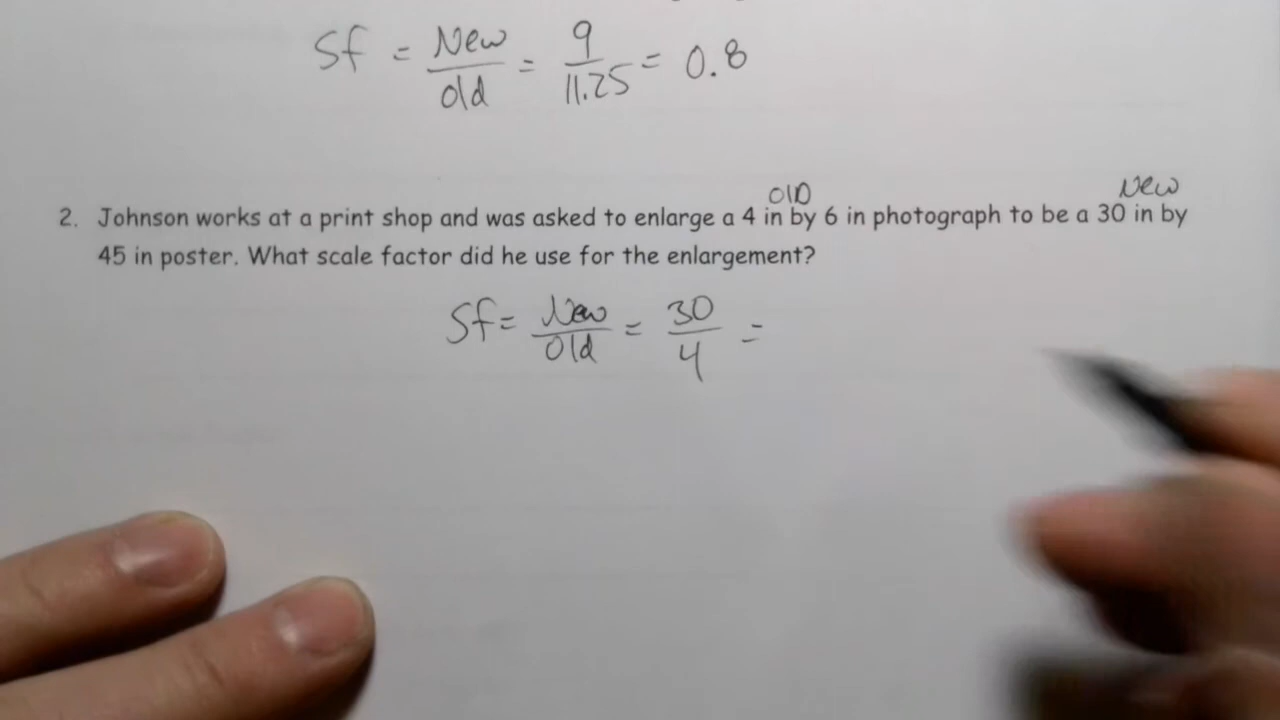 Sf = New/old = 9/11.25 = 0.8
OlD New
2. Johnson works at a print shop and was asked to enlarge a 4 in by 6 in photograph to be a 30 in by
45 in poster. What scale factor did he use for the enlargement?
Sf = New/Old = 30/4 =